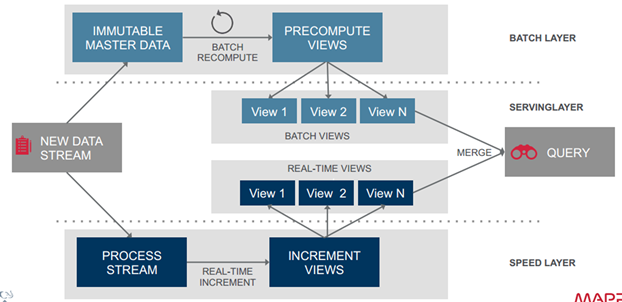 IMMUTABLE
MASTER DATA
BATCH
RECOMPUTE
PRECOMPUTE
VIEWS
BATCH LAYER
View 1
View 2
View N
BATCH VIEWS
SERVINGLAYER
NEW DATA
STREAM
MERGE
QUERY
REAL-TIME VIEWS
View 1
View 2
View N
PROCESS
STREAM
REAL-TIME
INCREMENT
INCREMENT
VIEWS
SPEED LAYER